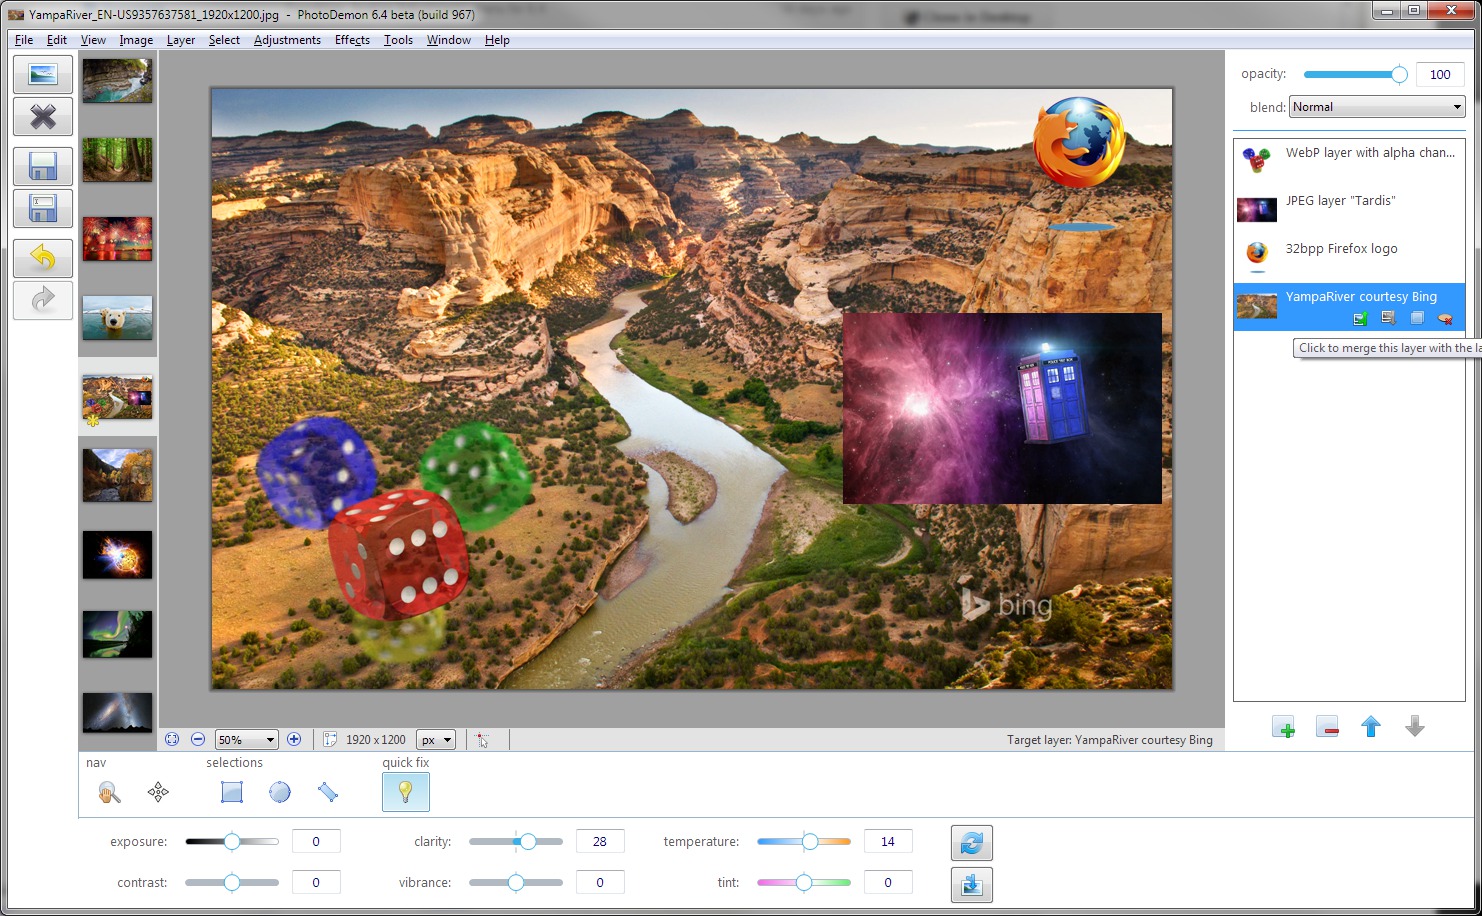 YampaRiver_EN-US9357637581_1920x1200.jpg - PhotoDemon 6.4 beta (build 967)
File Edit View Image Layer Select Adjustments Effects Tools Window Help
opacity: 100
blend: Normal
WebP layer with alpha chan...
JPEG layer "Tardis"
32bpp Firefox logo
YampaRiver courtesy Bing
Click to merge this layer with the la
bing
50% 1920 x 1200 px
Target layer: YampaRiver courtesy Bing
nav selections quick fix
exposure: 0 clarity: 28 temperature: 14
contrast: 0 vibrance: 0 tint: 0